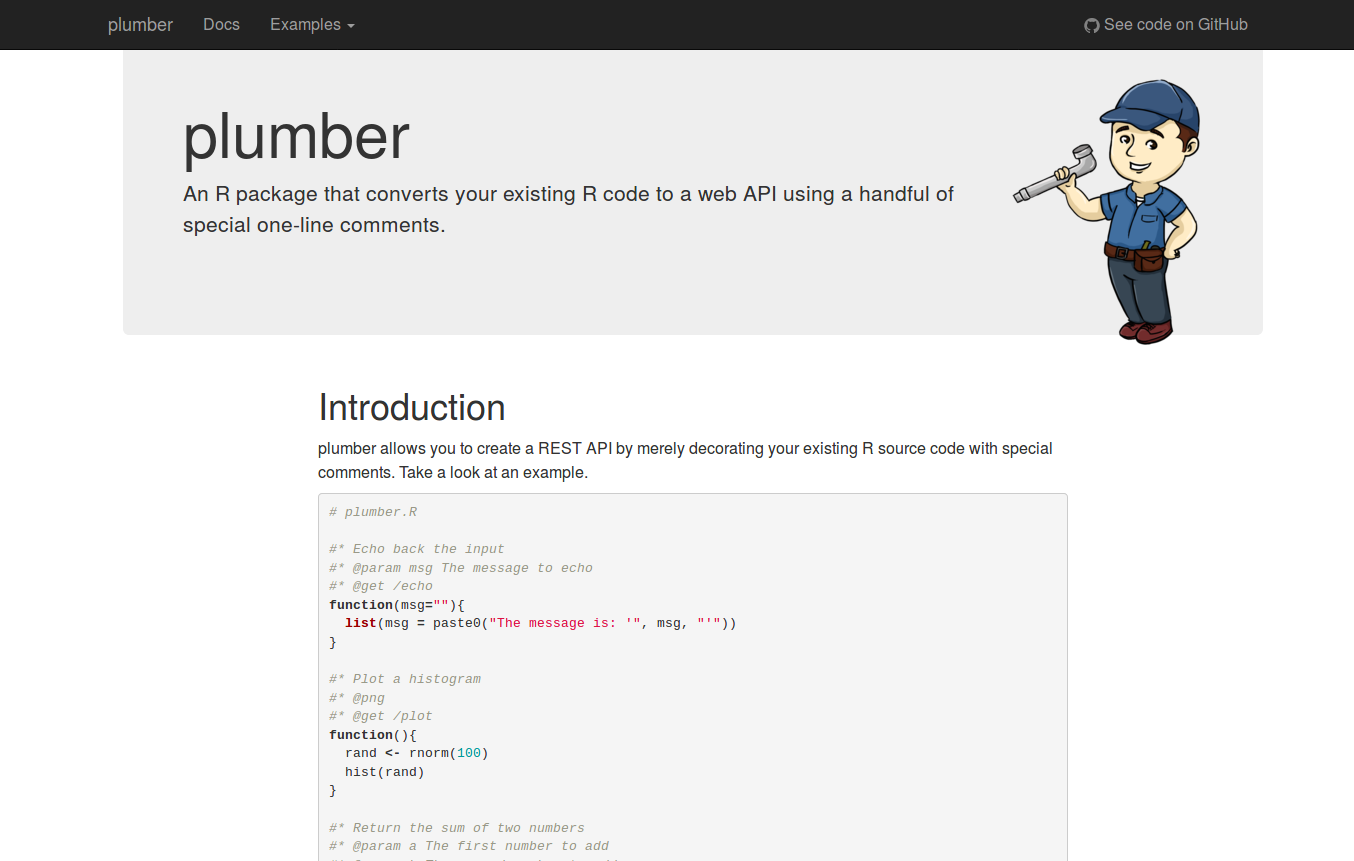 plumber Docs Examples See code on GitHub
plumber
An R package that converts your existing R code to a web API using a handful of
special one-line comments.
Introduction
plumber allows you to create a REST API by merely decorating your existing R source code with special
comments. Take a look at an example.
# plumber.R
#* Echo back the input
#* @param msg The message to echo
#* @get /echo
function(msg=""){
  list(msg = paste0("The message is: '", msg, "'"))
}
#* Plot a histogram
#* @png
#* @get /plot
function(){
  rand <- rnorm(100)
  hist(rand)
}
#* Return the sum of two numbers
#* @param a The first number to add